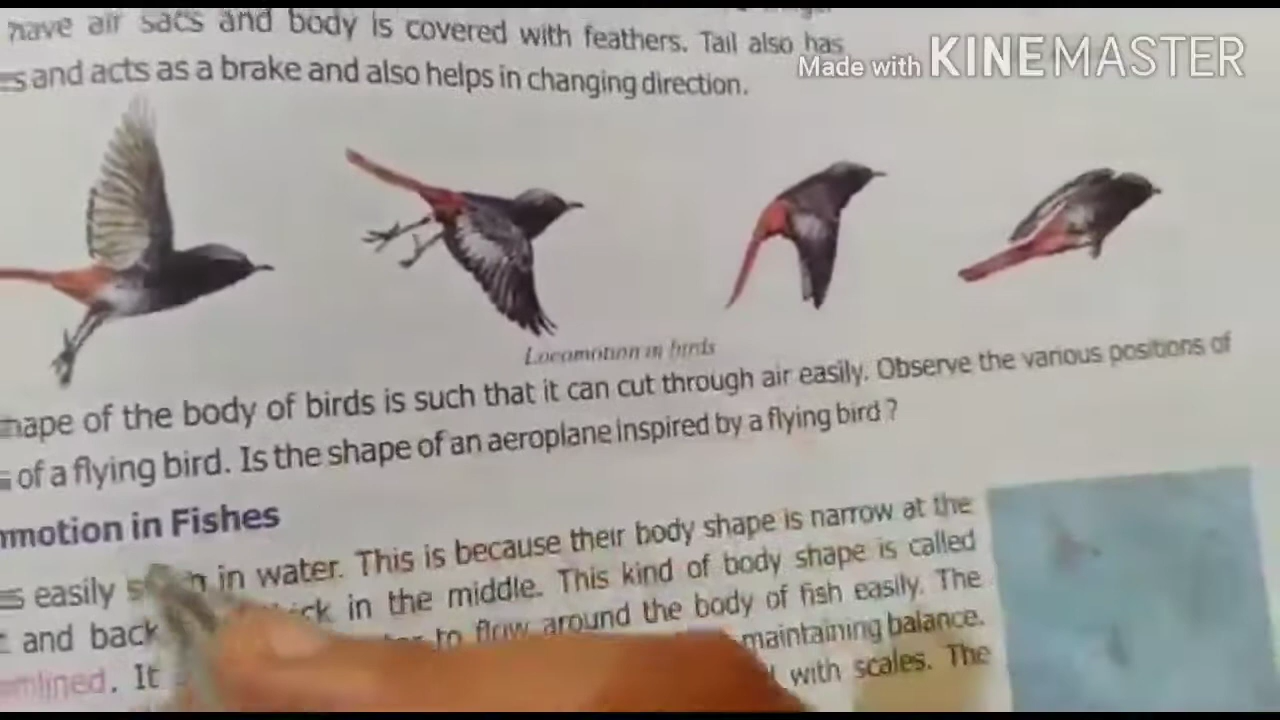 have air sacs and body is covered with feathers. Tail also has
Made with KINEMASTER
and acts as a brake and also helps in changing direction.
Locomotion in birds
of the body of birds is such that it can cut through air easily. Observe the various positions of
of a flying bird. Is the shape of an aeroplane inspired by a flying bird ?
in Fishes
easily in water. This is because their body shape is narrow at the
and back in the middle. This kind of body shape is called
It to flow around the body of fish easily. The
maintaining balance.
with scales. The